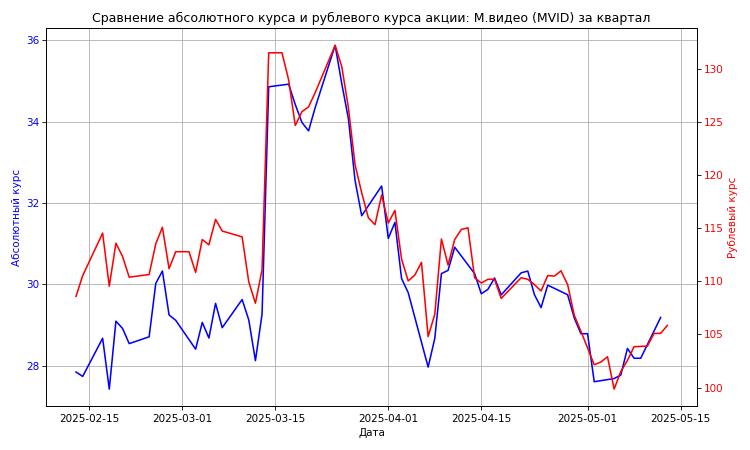 Сравнение абсолютного курса и рублевого курса акции: М.видео (MVID) за квартал
36
34
32
30
28
Абсолютный курс
130
125
120
115
110
105
100
Рублевый курс
2025-02-15 2025-03-01 2025-03-15 2025-04-01 2025-04-15 2025-05-01 2025-05-15
Дата